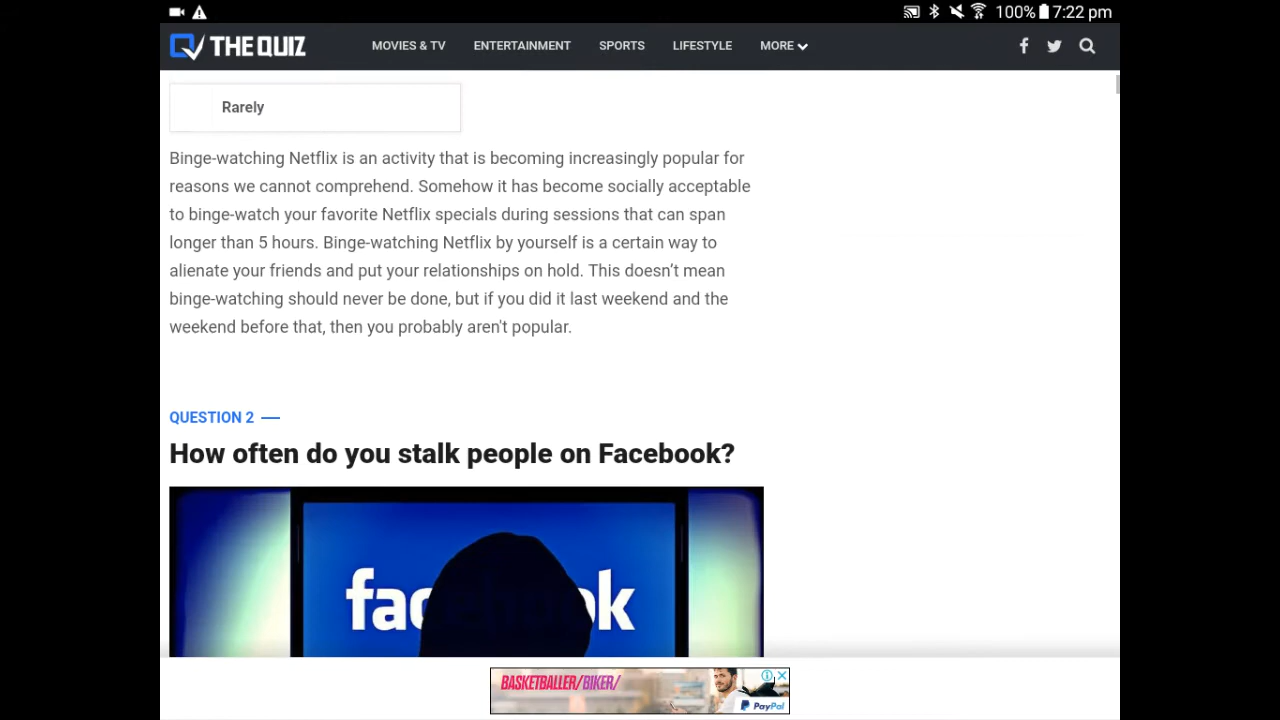 100% 7:22 pm
THE QUIZ MOVIES & TV ENTERTAINMENT SPORTS LIFESTYLE MORE
Rarely
Binge-watching Netflix is an activity that is becoming increasingly popular for
reasons we cannot comprehend. Somehow it has become socially acceptable
to binge-watch your favorite Netflix specials during sessions that can span
longer than 5 hours. Binge-watching Netflix by yourself is a certain way to
alienate your friends and put your relationships on hold. This doesn’t mean
binge-watching should never be done, but if you did it last weekend and the
weekend before that, then you probably aren't popular.
QUESTION 2
How often do you stalk people on Facebook?
facebook
BASKETBALLER/BIKER/
PayPal